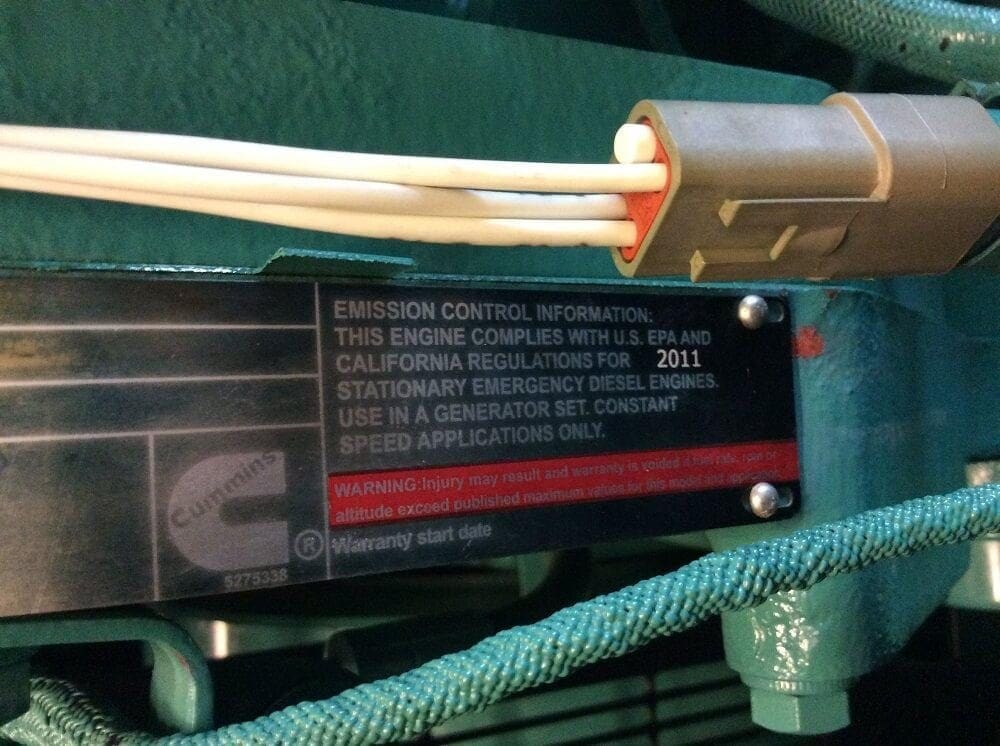 EMISSION CONTROL INFORMATION:
THIS ENGINE COMPLIES WITH U.S. EPA AND
CALIFORNIA REGULATIONS FOR 2011
STATIONARY EMERGENCY DIESEL ENGINES.
USE IN A GENERATOR SET. CONSTANT
SPEED APPLICATIONS ONLY.
WARNING: Injury may result and warranty is voided if fuel rate, rpm or
altitude exceed published maximum values for this model and application.
Warranty start date
Cummins
®
5275338